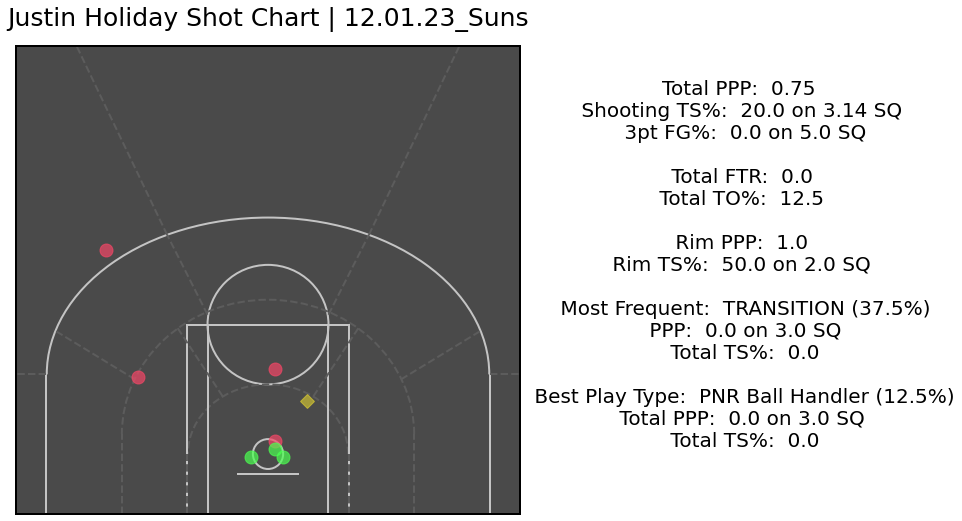 Justin Holiday Shot Chart | 12.01.23_Suns
Total PPP:  0.75
Shooting TS%:  20.0 on 3.14 SQ
3pt FG%:  0.0 on 5.0 SQ
Total FTR:  0.0
Total TO%:  12.5
Rim PPP:  1.0
Rim TS%:  50.0 on 2.0 SQ
Most Frequent:  TRANSITION (37.5%)
PPP:  0.0 on 3.0 SQ
Total TS%:  0.0
Best Play Type:  PNR Ball Handler (12.5%)
Total PPP:  0.0 on 3.0 SQ
Total TS%:  0.0